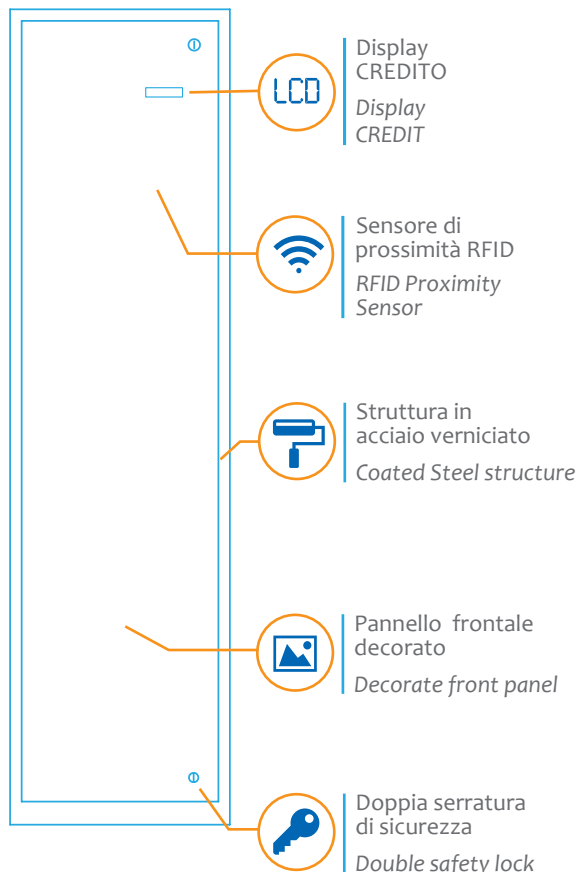 LCD
Display
CREDITO
Display
CREDIT
Sensore di
prossimità RFID
RFID Proximity
Sensor
Struttura in
acciaio verniciato
Coated Steel structure
Pannello frontale
decorato
Decorate front panel
Doppia serratura
di sicurezza
Double safety lock